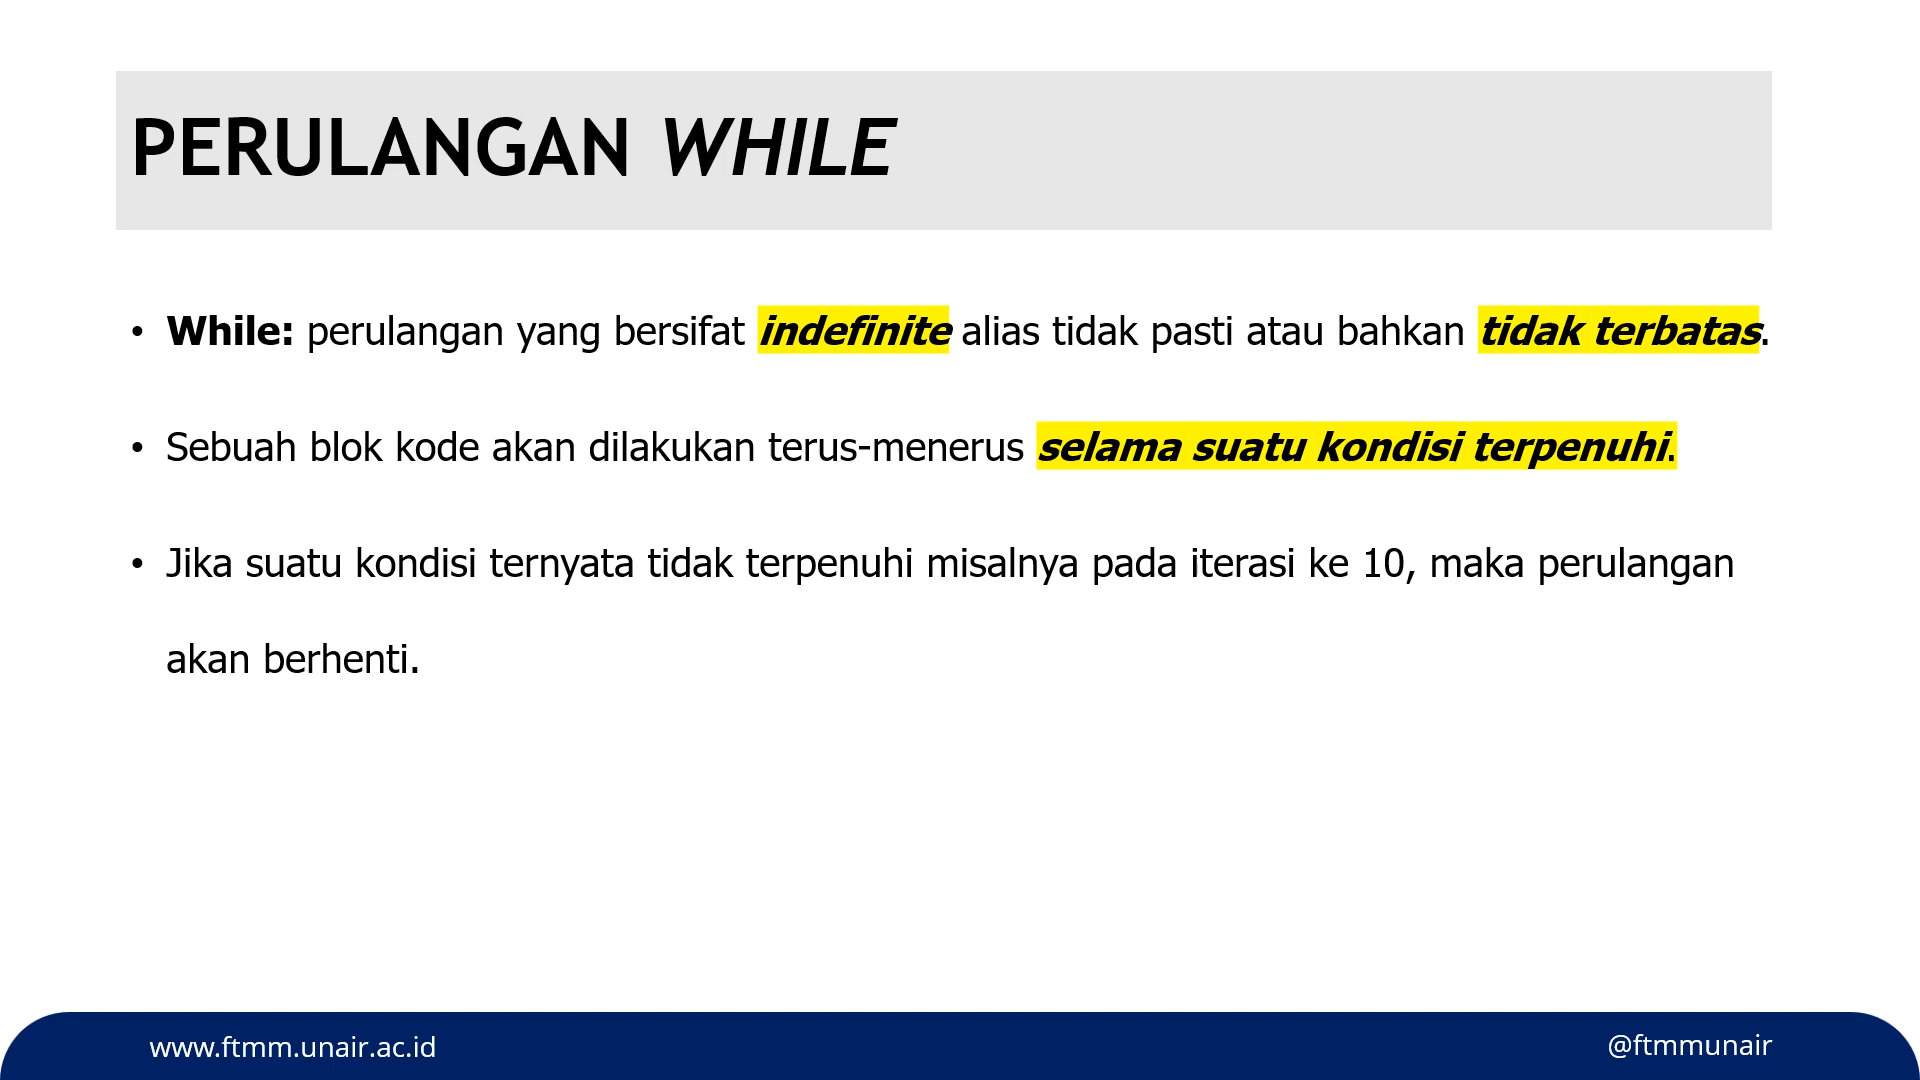 PERULANGAN WHILE
• While: perulangan yang bersifat indefinite alias tidak pasti atau bahkan tidak terbatas.
• Sebuah blok kode akan dilakukan terus-menerus selama suatu kondisi terpenuhi.
• Jika suatu kondisi ternyata tidak terpenuhi misalnya pada iterasi ke 10, maka perulangan
akan berhenti.
www.ftmm.unair.ac.id
@ftmmunair